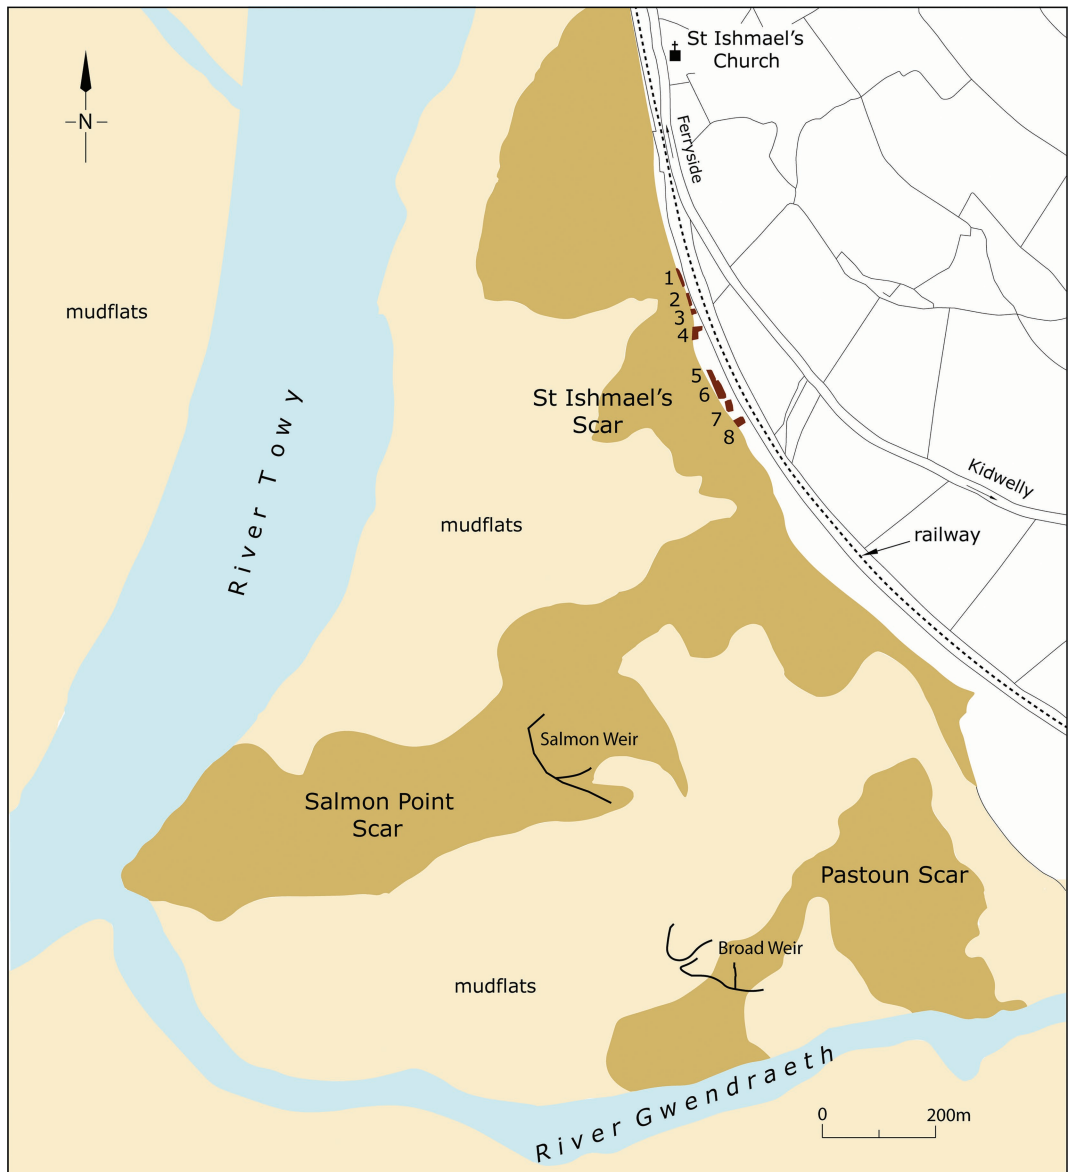 St Ishmael's
Church
N
Ferryside
mudflats
1
2
3
4
5
6
7
8
St Ishmael's
Scar
River Towy
mudflats
Kidwelly
railway
Salmon Weir
Salmon Point
Scar
Pastoun Scar
Broad Weir
mudflats
River Gwendraeth
0 200m